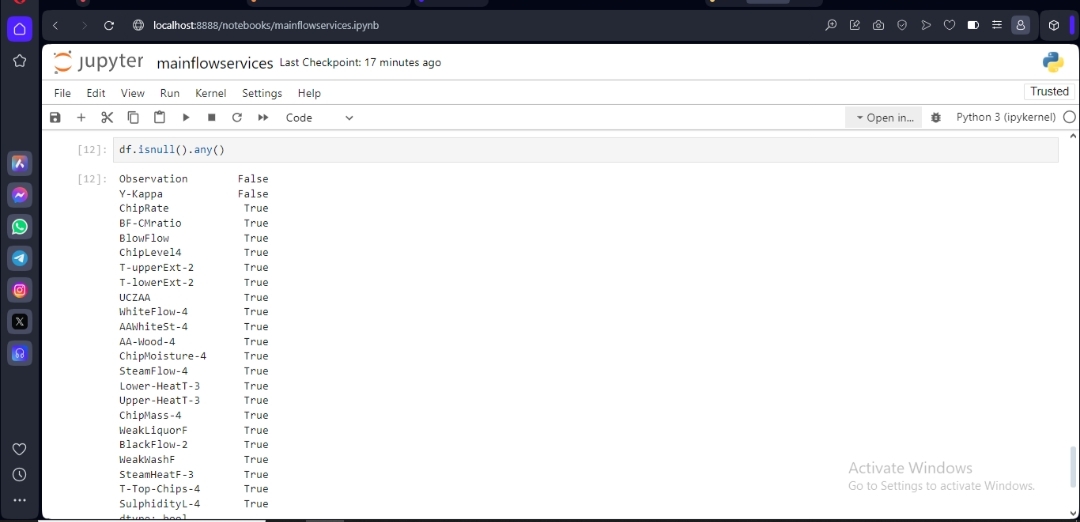 localhost:8888/notebooks/mainflowservices.ipynb
jupyter mainflowservices Last Checkpoint: 17 minutes ago
File Edit View Run Kernel Settings Help
Trusted
Code
Open in...
Python 3 (ipykernel)
[12]: df.isnull().any()
[12]: Observation False
Y-Kappa False
ChipRate True
BF-CMratio True
BlowFlow True
ChipLevel4 True
T-upperExt-2 True
T-lowerExt-2 True
UCZAA True
WhiteFlow-4 True
AAWhiteSt-4 True
AA-Wood-4 True
ChipMoisture-4 True
SteamFlow-4 True
Lower-HeatT-3 True
Upper-HeatT-3 True
ChipMass-4 True
WeakLiquorF True
BlackFlow-2 True
WeakWashF True
SteamHeatF-3 True
T-Top-Chips-4 True
SulphidityL-4 True
dtype: bool
Activate Windows
Go to Settings to activate Windows.